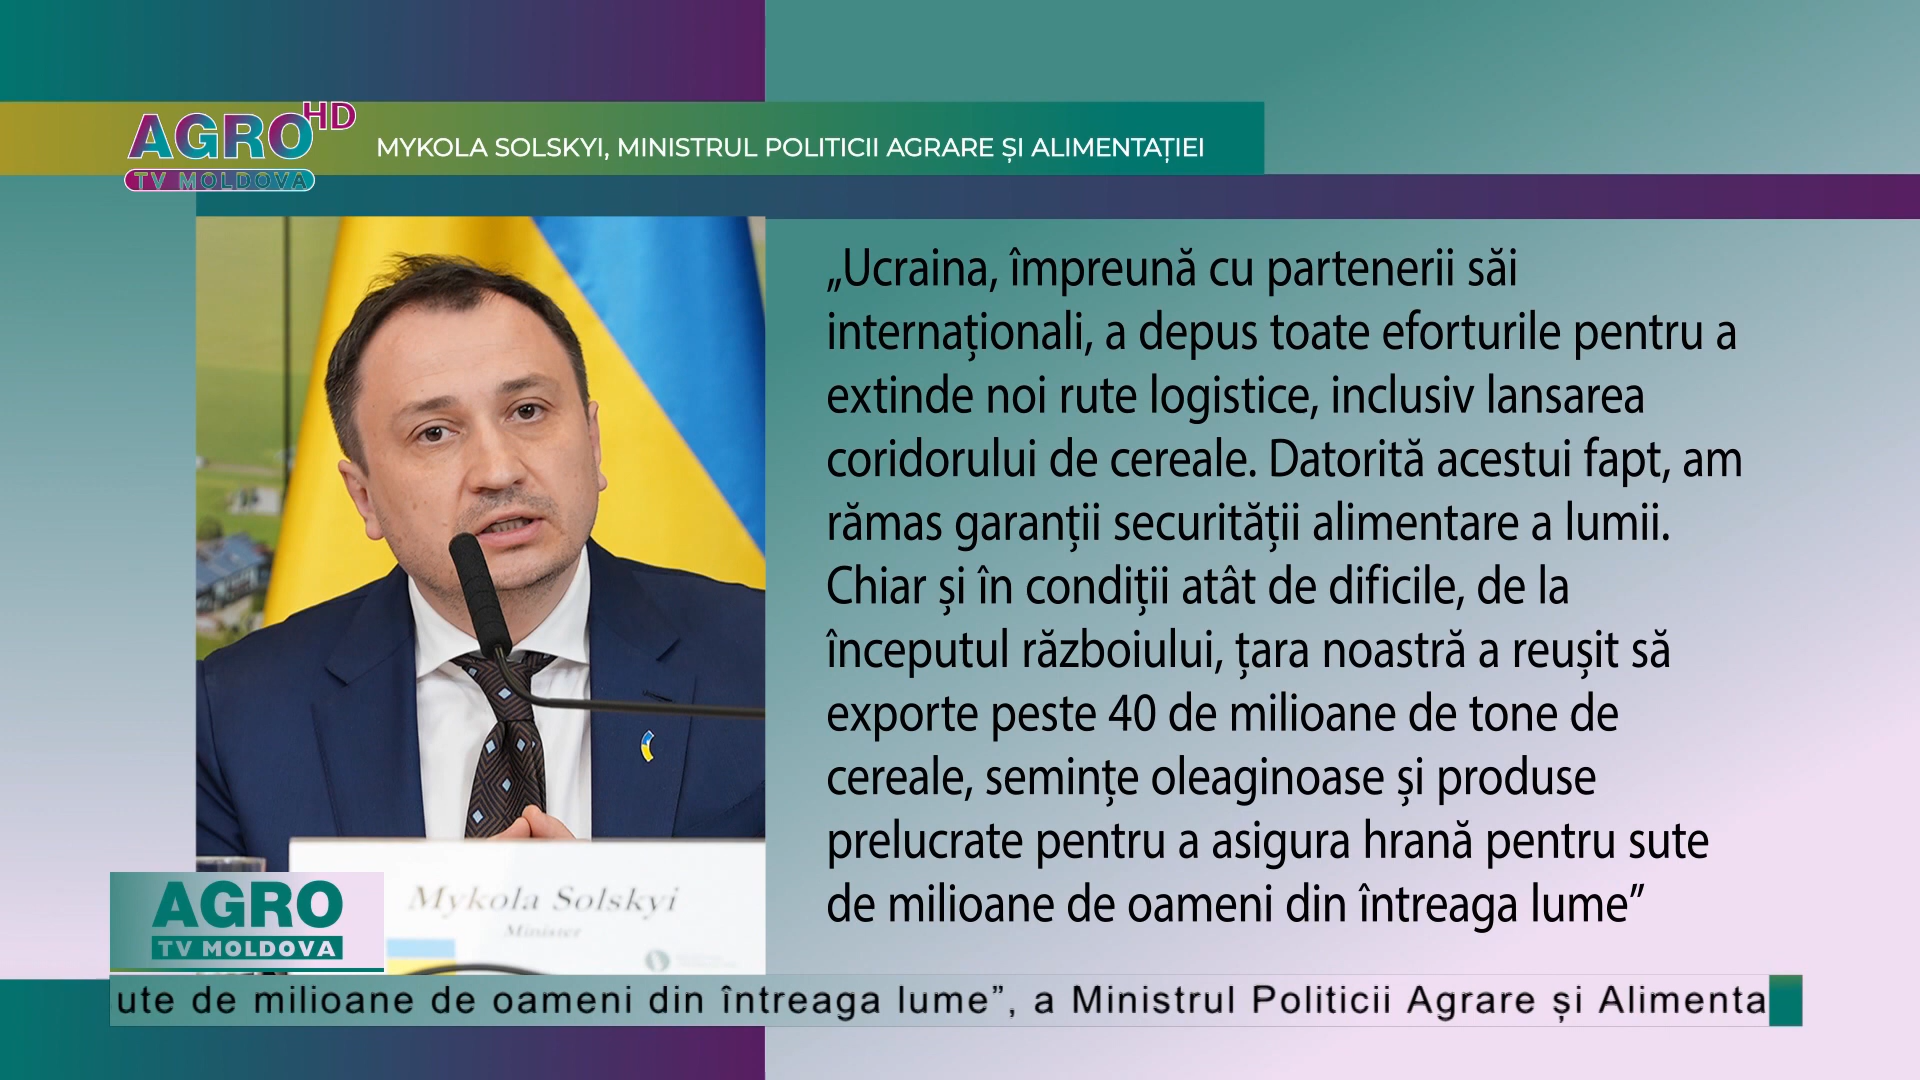 AGRO HD
TV MOLDOVA
MYKOLA SOLSKYI, MINISTRUL POLITICII AGRARE ȘI ALIMENTAȚIEI
„Ucraina, împreună cu partenerii săi
internaționali, a depus toate eforturile pentru a
extinde noi rute logistice, inclusiv lansarea
coridorului de cereale. Datorită acestui fapt, am
rămas garanții securității alimentare a lumii.
Chiar și în condiții atât de dificile, de la
începutul războiului, țara noastră a reușit să
exporte peste 40 de milioane de tone de
cereale, semințe oleaginoase și produse
prelucrate pentru a asigura hrană pentru sute
de milioane de oameni din întreaga lume”
Mykola Solskyi
Minister
AGRO
TV MOLDOVA
ute de milioane de oameni din întreaga lume”, a Ministrul Politicii Agrare și Alimenta